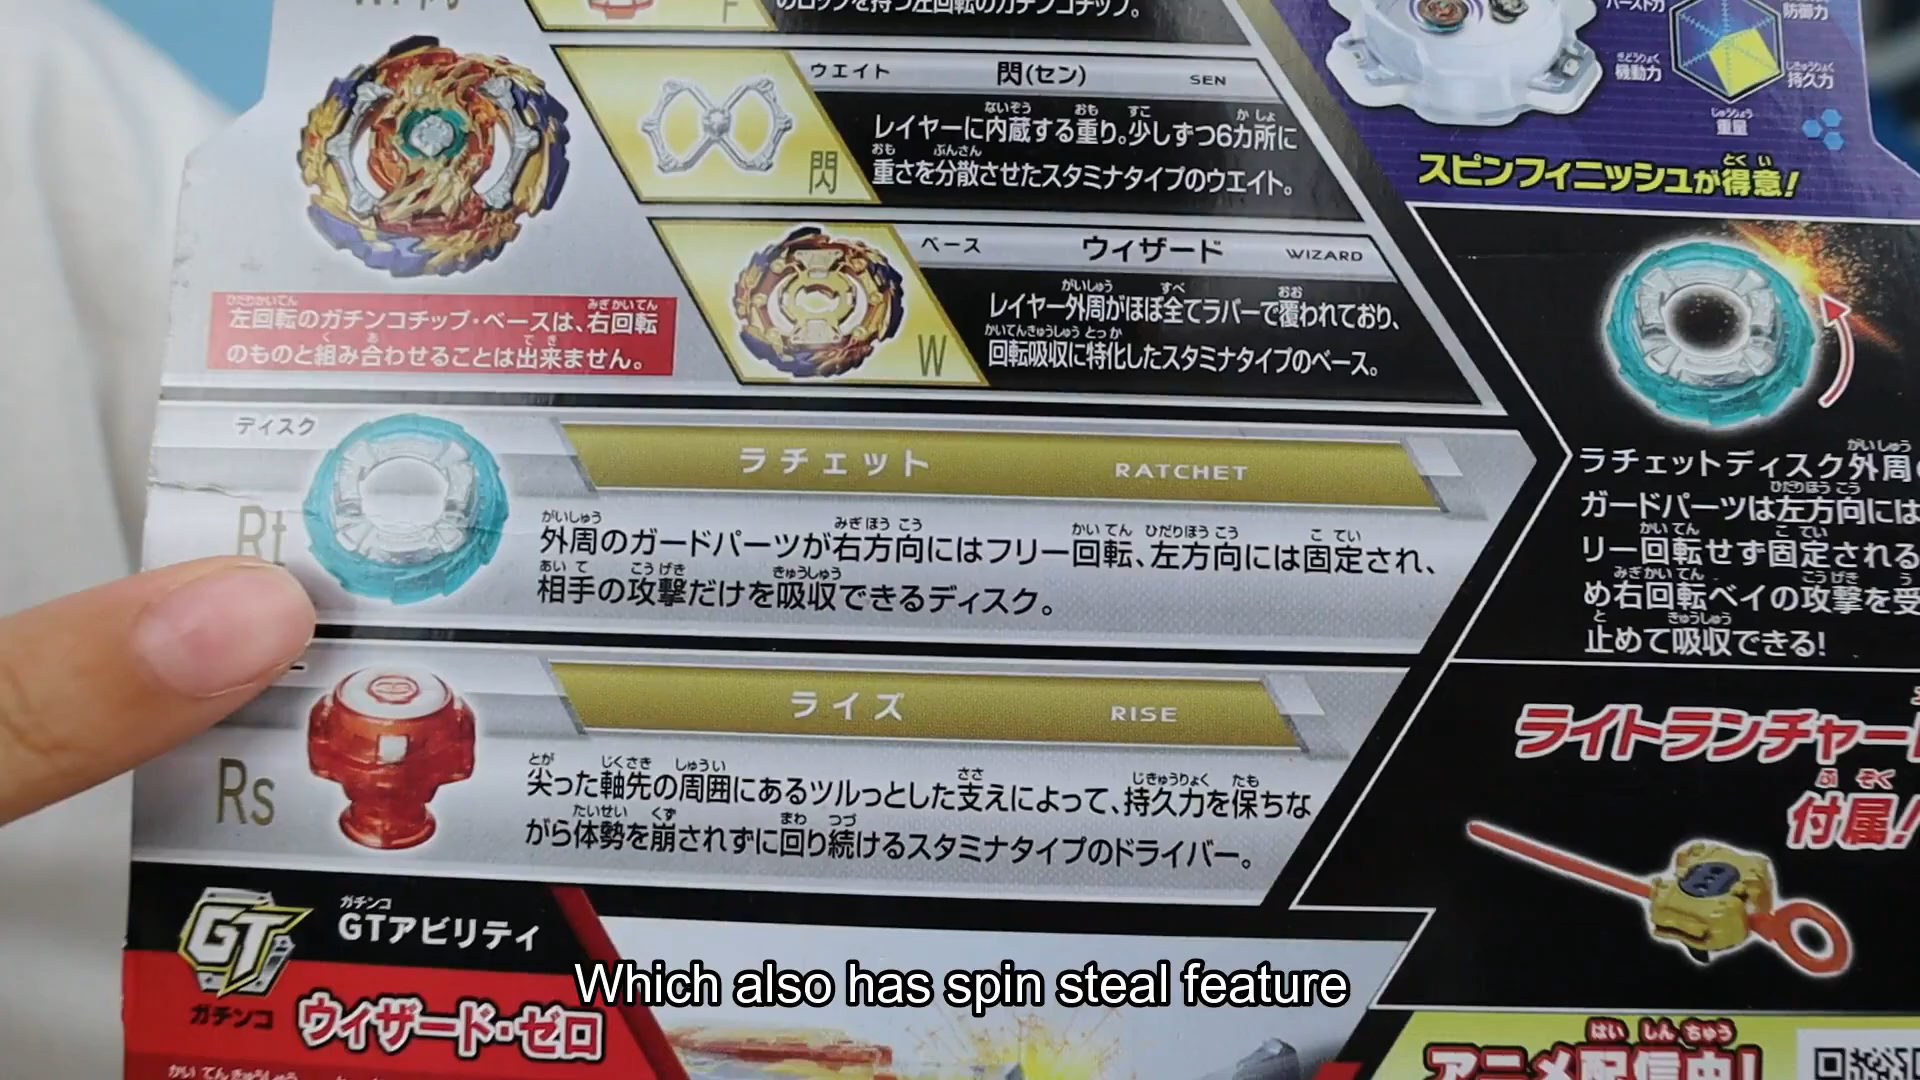 のロックを持つ左回転のガチンコチップ。
F
ウエイト 閃(セン) SEN
レイヤーに内蔵する重り。少しずつ6カ所に
重さを分散させたスタミナタイプのウエイト。
閃
ベース ウィザード WIZARD
レイヤー外周がほぼ全てラバーで覆われており、
回転吸収に特化したスタミナタイプのベース。
W
左回転のガチンコチップ・ベースは、右回転
のものと組み合わせることは出来ません。
ディスク
ラチェット RATCHET
Rt
外周のガードパーツが右方向にはフリー回転、左方向には固定され、
相手の攻撃だけを吸収できるディスク。
ライズ RISE
Rs
尖った軸先の周囲にあるツルっとした支えによって、持久力を保ちな
がら体勢を崩されずに回り続けるスタミナタイプのドライバー。
GT
ガチンコ
GTアビリティ
ガチンコ
ウィザード・ゼロ
Which also has spin steal feature
バースト力
防御力
機動力
持久力
重量
スピンフィニッシュが得意!
ラチェットディスク外周
ガードパーツは左方向には
リー回転せず固定される
め右回転ベイの攻撃を受
止めて吸収できる!
ライトランチャー
付属!
アニメ配信中!